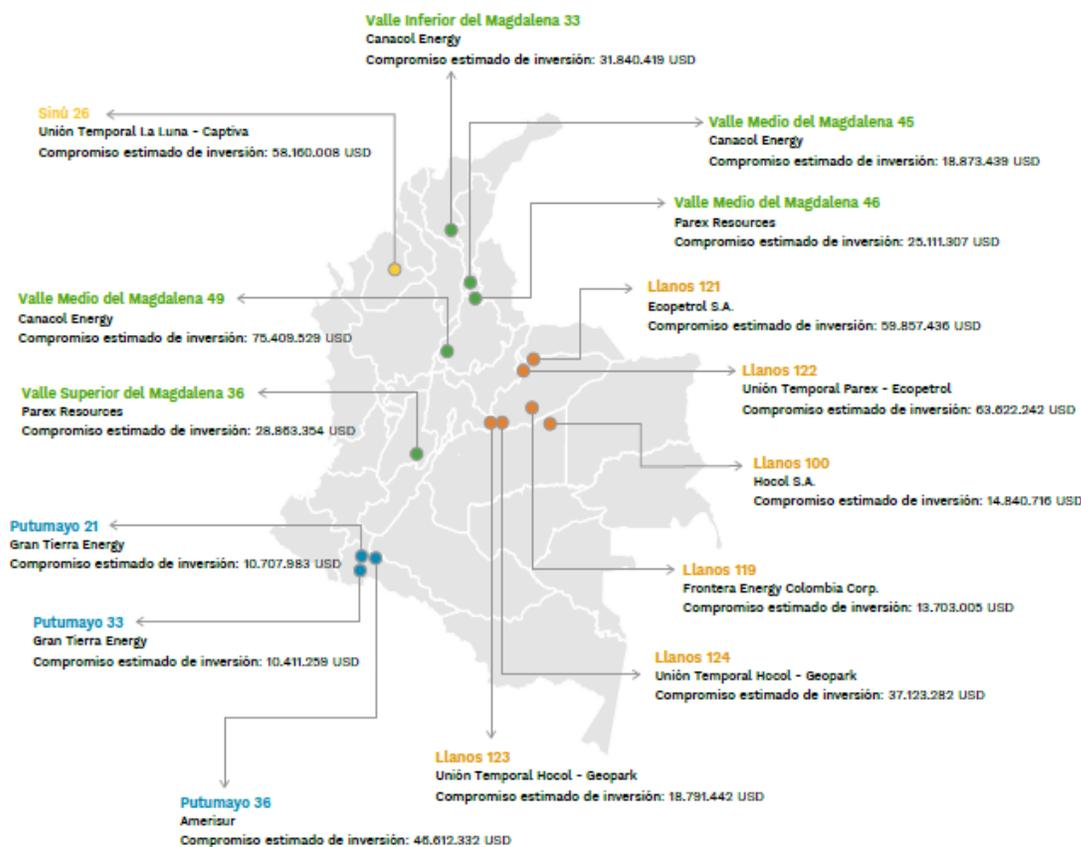 Valle Inferior del Magdalena 33
Canacol Energy
Compromiso estimado de inversión: 31.840.419 USD
Sinú 26
Unión Temporal La Luna - Captiva
Compromiso estimado de inversión: 58.160.008 USD
Valle Medio del Magdalena 45
Canacol Energy
Compromiso estimado de inversión: 18.873.439 USD
Valle Medio del Magdalena 46
Parex Resources
Compromiso estimado de inversión: 25.111.307 USD
Llanos 121
Ecopetrol S.A.
Compromiso estimado de inversión: 59.857.436 USD
Valle Medio del Magdalena 49
Canacol Energy
Compromiso estimado de inversión: 75.409.529 USD
Llanos 122
Unión Temporal Parex - Ecopetrol
Compromiso estimado de inversión: 63.622.242 USD
Valle Superior del Magdalena 36
Parex Resources
Compromiso estimado de inversión: 28.863.354 USD
Llanos 100
Hocol S.A.
Compromiso estimado de inversión: 14.840.716 USD
Putumayo 21
Gran Tierra Energy
Compromiso estimado de inversión: 10.707.983 USD
Llanos 119
Frontera Energy Colombia Corp.
Compromiso estimado de inversión: 13.703.005 USD
Putumayo 33
Gran Tierra Energy
Compromiso estimado de inversión: 10.411.259 USD
Llanos 124
Unión Temporal Hocol - Geopark
Compromiso estimado de inversión: 37.123.282 USD
Llanos 123
Unión Temporal Hocol - Geopark
Compromiso estimado de inversión: 18.791.442 USD
Putumayo 36
Amerisur
Compromiso estimado de inversión: 46.612.332 USD